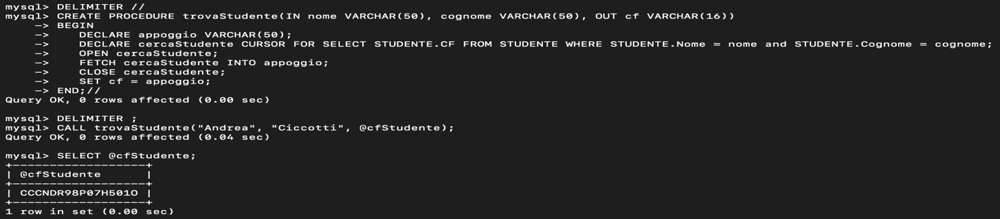 mysql> DELIMITER //
mysql> CREATE PROCEDURE trovaStudente(IN nome VARCHAR(50), cognome VARCHAR(50), OUT cf VARCHAR(16))
    -> BEGIN
    ->    DECLARE appoggio VARCHAR(50);
    ->    DECLARE cercaStudente CURSOR FOR SELECT STUDENTE.CF FROM STUDENTE WHERE STUDENTE.Nome = nome and STUDENTE.Cognome = cognome;
    ->    OPEN cercaStudente;
    ->    FETCH cercaStudente INTO appoggio;
    ->    CLOSE cercaStudente;
    ->    SET cf = appoggio;
    -> END;//
Query OK, 0 rows affected (0.00 sec)

mysql> DELIMITER ;
mysql> CALL trovaStudente("Andrea", "Ciccotti", @cfStudente);
Query OK, 0 rows affected (0.04 sec)

mysql> SELECT @cfStudente;
+------------------+
| @cfStudente      |
+------------------+
| CCCNDR98P07H501O |
+------------------+
1 row in set (0.00 sec)